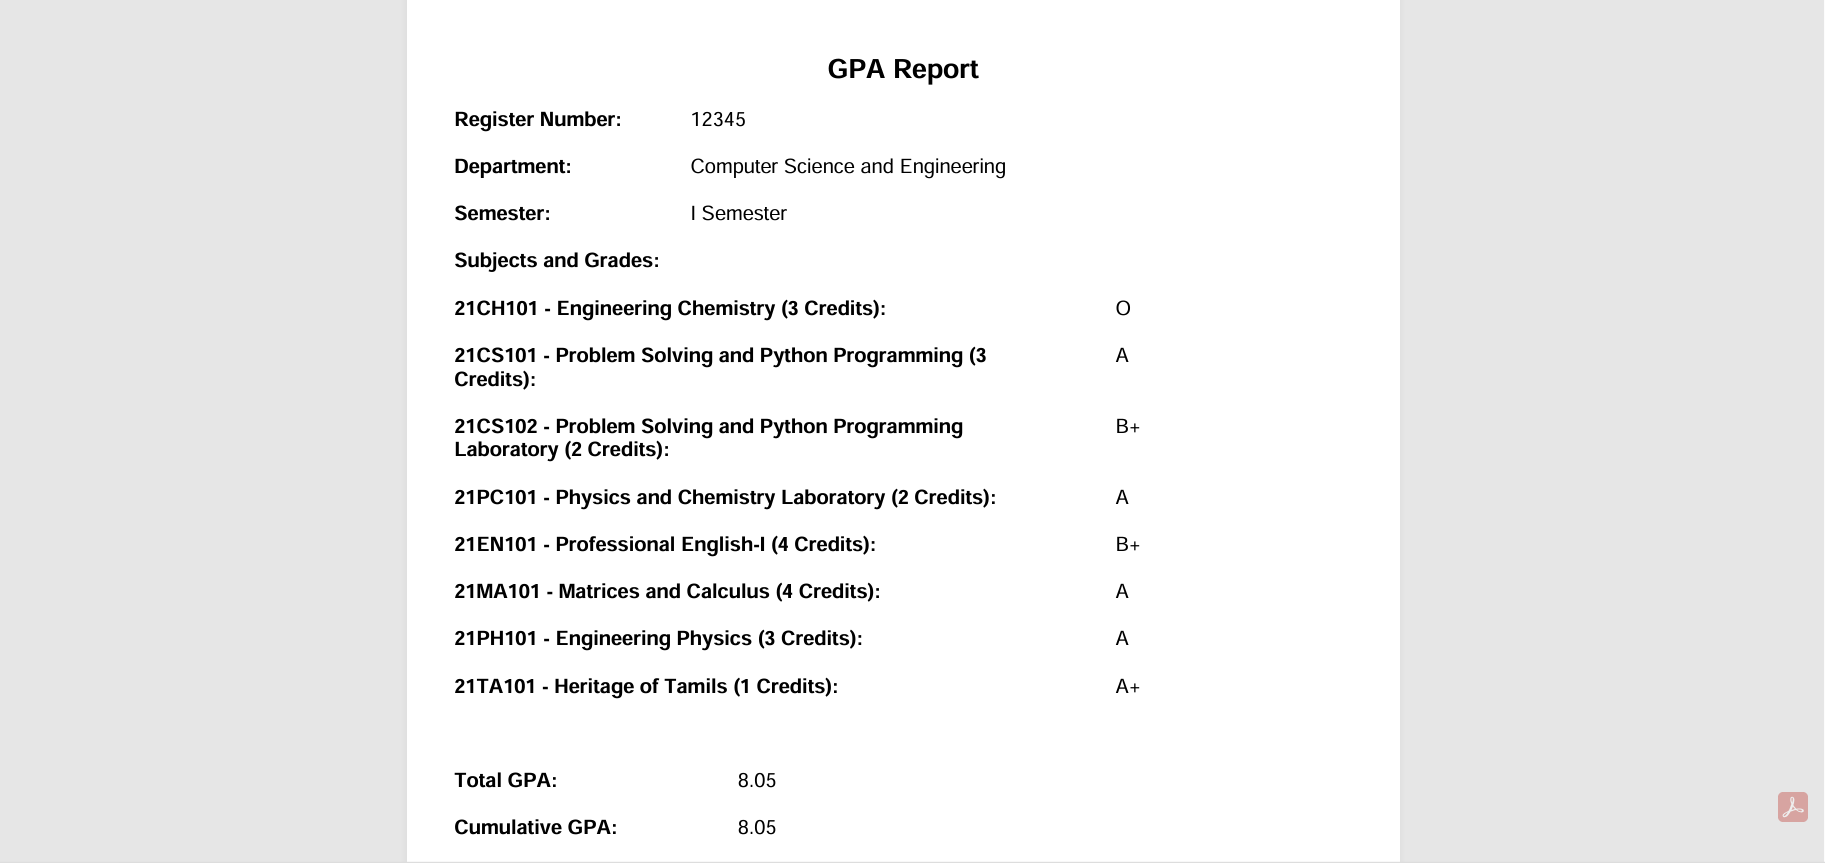 GPA Report
Register Number: 12345
Department: Computer Science and Engineering
Semester: I Semester
Subjects and Grades:
21CH101 - Engineering Chemistry (3 Credits): O
21CS101 - Problem Solving and Python Programming (3 A
Credits):
21CS102 - Problem Solving and Python Programming B+
Laboratory (2 Credits):
21PC101 - Physics and Chemistry Laboratory (2 Credits): A
21EN101 - Professional English-I (4 Credits): B+
21MA101 - Matrices and Calculus (4 Credits): A
21PH101 - Engineering Physics (3 Credits): A
21TA101 - Heritage of Tamils (1 Credits): A+
Total GPA: 8.05
Cumulative GPA: 8.05